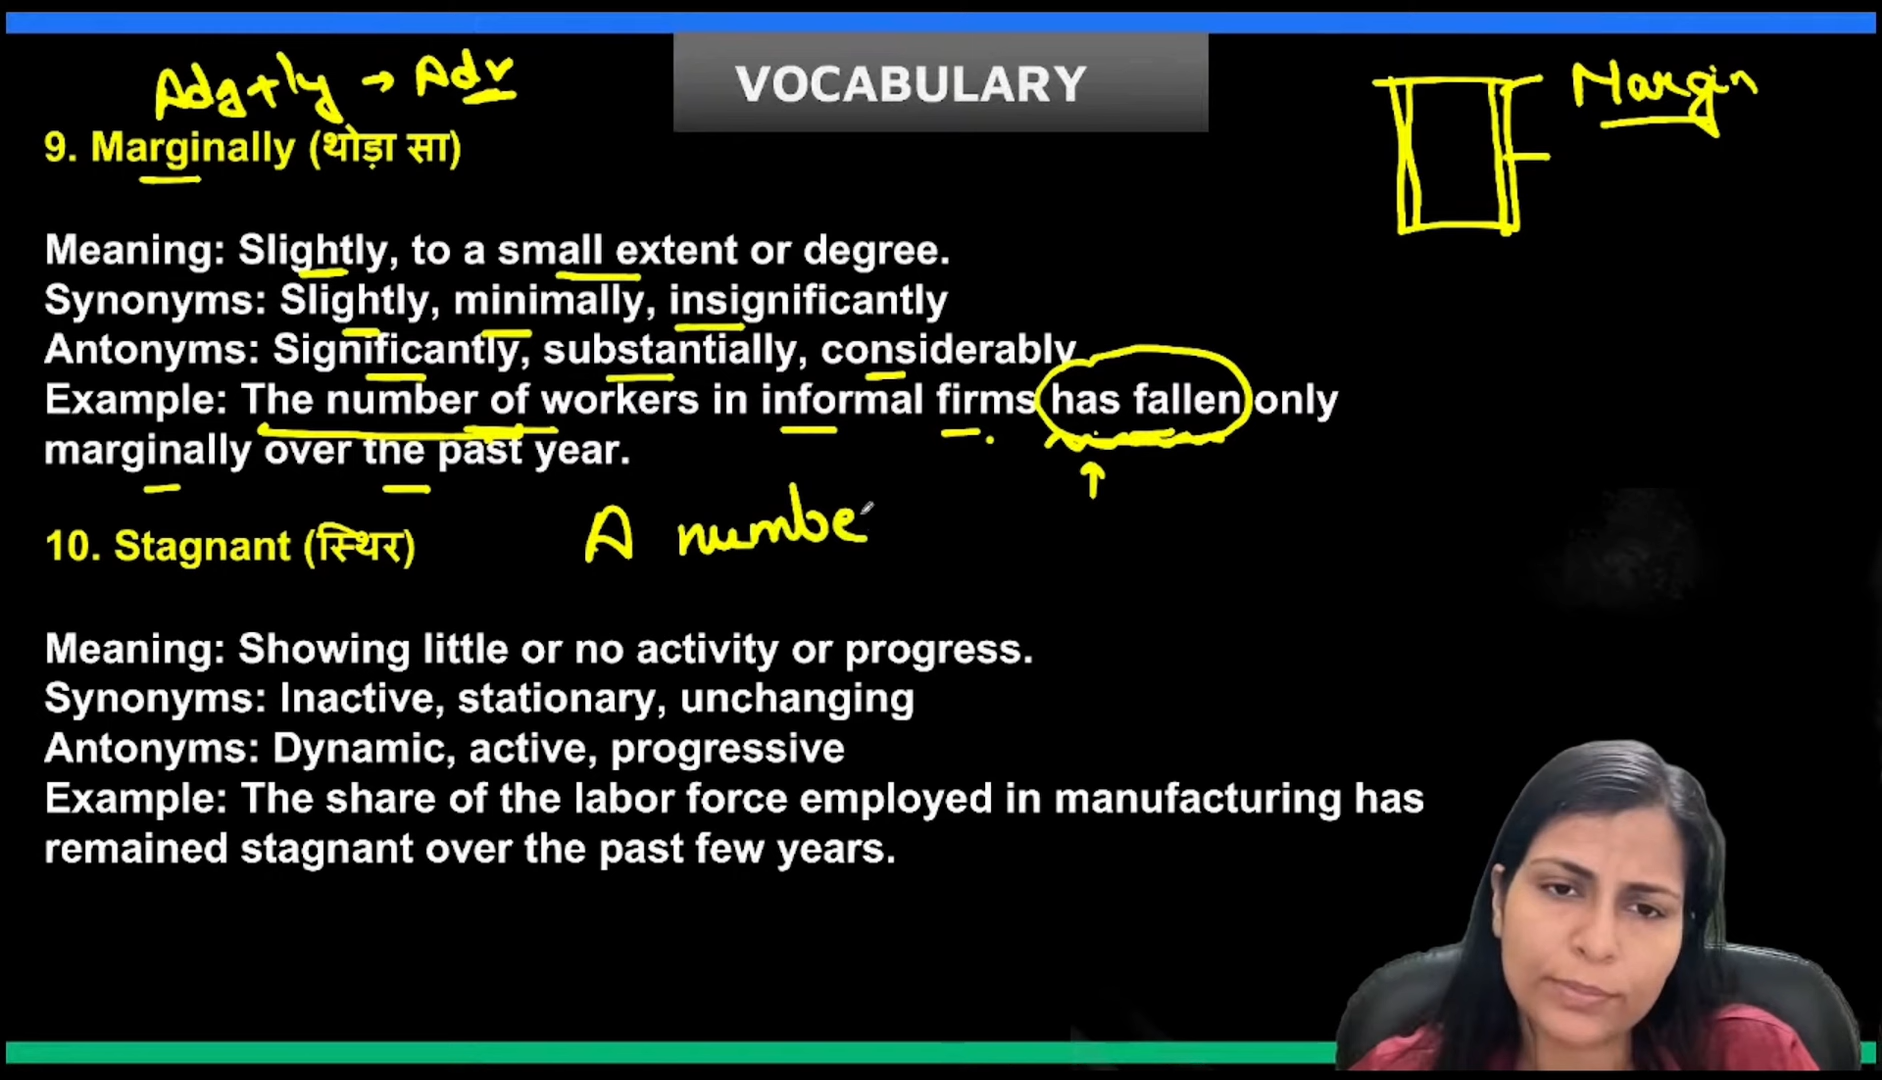 VOCABULARY
Adj+ly → Adv
Margin
9. Marginally (थोड़ा सा)
Meaning: Slightly, to a small extent or degree.
Synonyms: Slightly, minimally, insignificantly
Antonyms: Significantly, substantially, considerably
Example: The number of workers in informal firms has fallen only
marginally over the past year.
A numbe
10. Stagnant (स्थिर)
Meaning: Showing little or no activity or progress.
Synonyms: Inactive, stationary, unchanging
Antonyms: Dynamic, active, progressive
Example: The share of the labor force employed in manufacturing has
remained stagnant over the past few years.